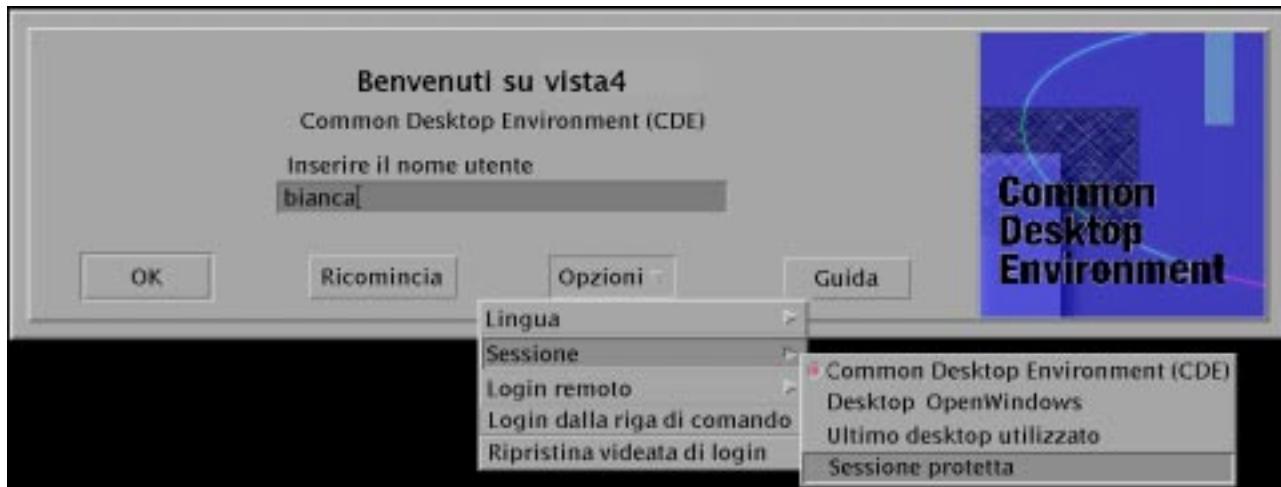 Benvenuti su vista4
Common Desktop Environment (CDE)
Inserire il nome utente
bianca
OK
Ricomincia
Opzioni
Guida
Common
Desktop
Environment
Lingua
Sessione
Login remoto
Login dalla riga di comando
Ripristina videata di login
Common Desktop Environment (CDE)
Desktop OpenWindows
Ultimo desktop utilizzato
Sessione protetta